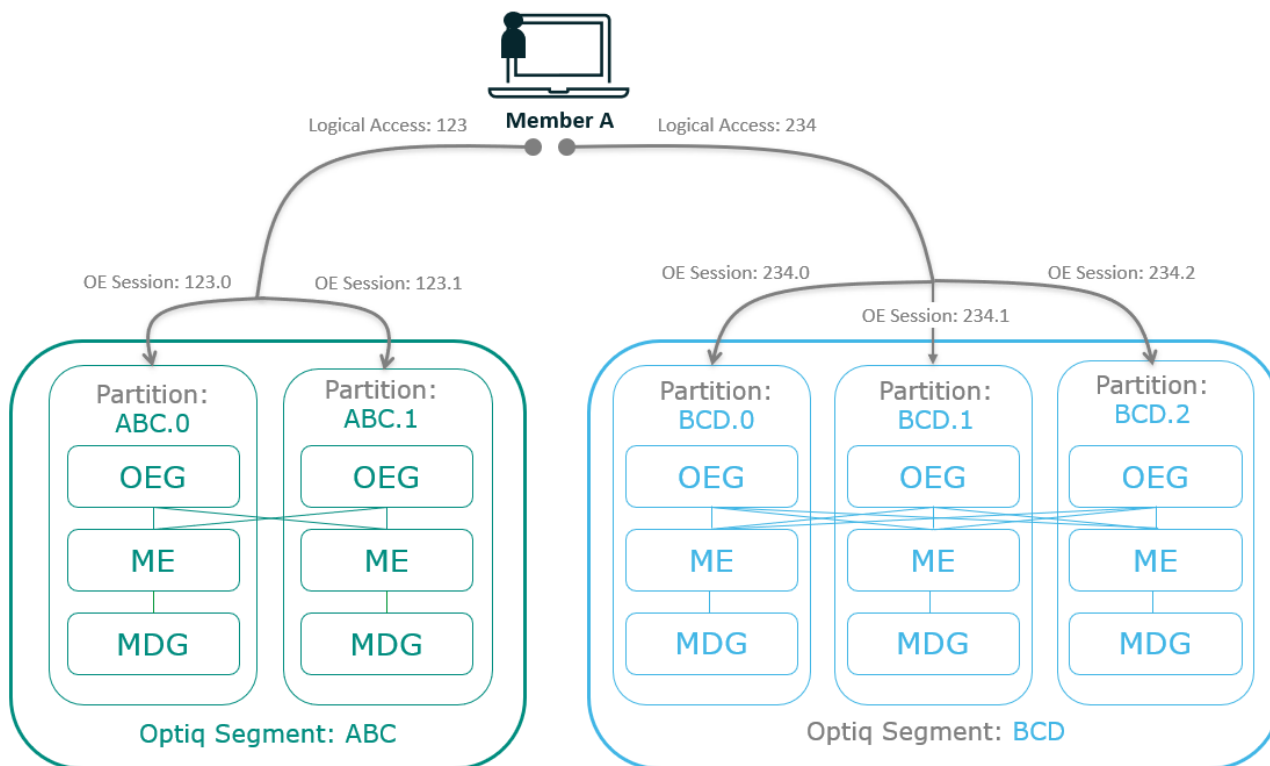 Member A
Logical Access: 123
Logical Access: 234
OE Session: 123.0
OE Session: 123.1
OE Session: 234.0
OE Session: 234.1
OE Session: 234.2
Partition:
ABC.0
OEG
ME
MDG
Partition:
ABC.1
OEG
ME
MDG
Optiq Segment: ABC
Partition:
BCD.0
OEG
ME
MDG
Partition:
BCD.1
OEG
ME
MDG
Partition:
BCD.2
OEG
ME
MDG
Optiq Segment: BCD